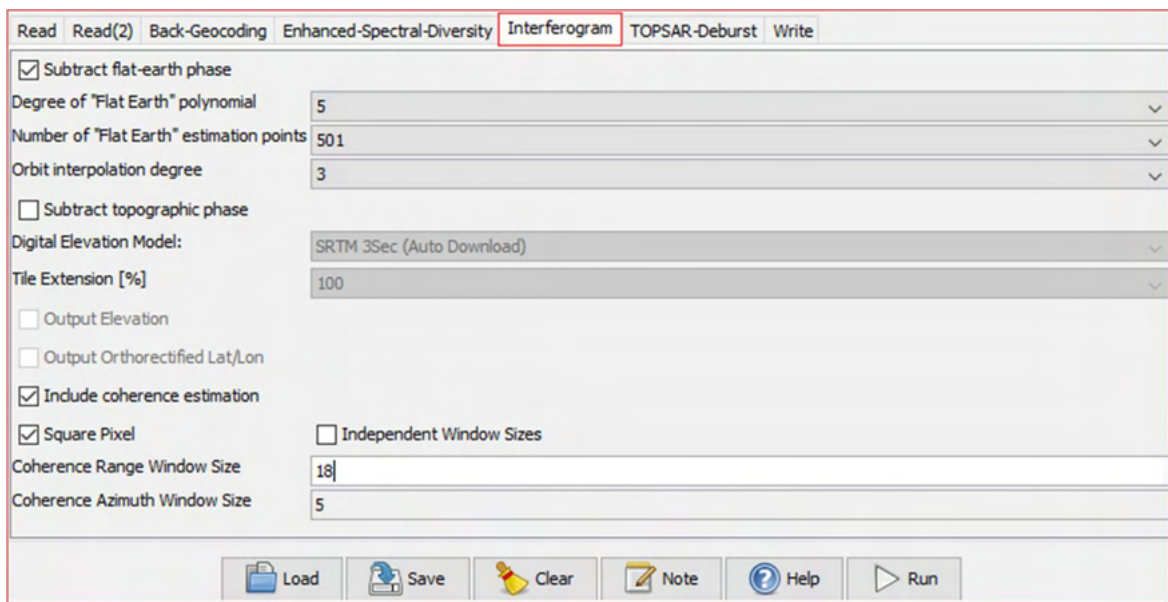 Read Read(2) Back-Geocoding Enhanced-Spectral-Diversity Interferogram TOPSAR-Deburst Write
Subtract flat-earth phase
Degree of "Flat Earth" polynomial 5
Number of "Flat Earth" estimation points 501
Orbit interpolation degree 3
Subtract topographic phase
Digital Elevation Model: SRTM 3Sec (Auto Download)
Tile Extension [%] 100
Output Elevation
Output Orthorectified Lat/Lon
Include coherence estimation
Square Pixel Independent Window Sizes
Coherence Range Window Size 18
Coherence Azimuth Window Size 5
Load Save Clear Note Help Run